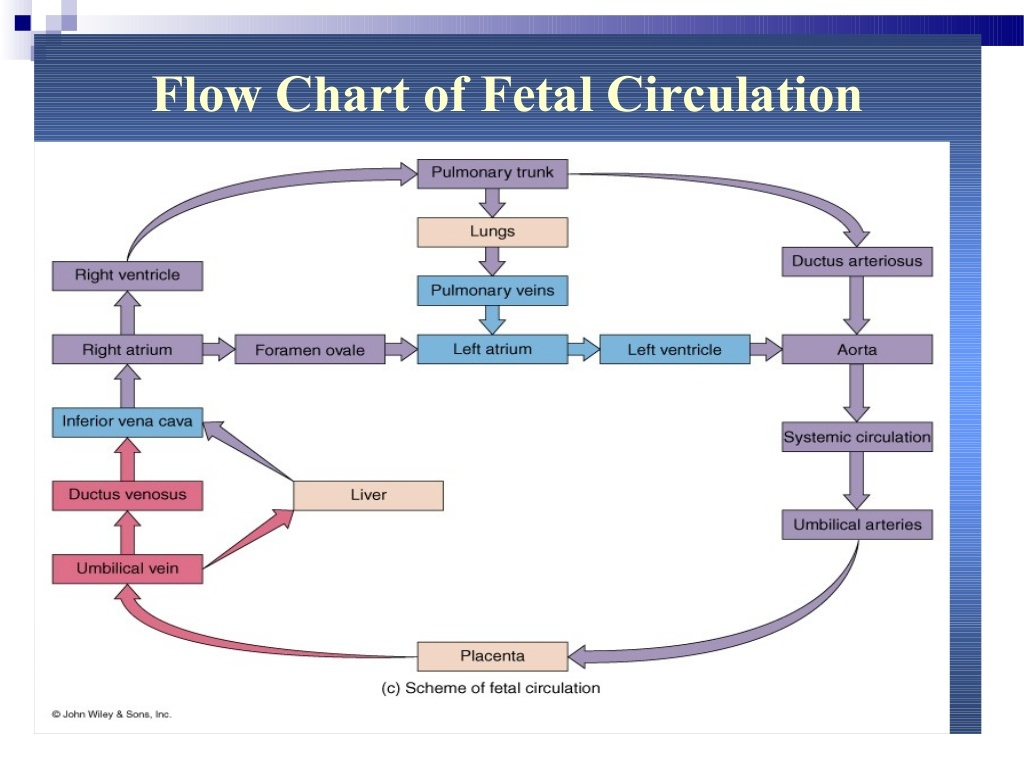 Flow Chart of Fetal Circulation
Pulmonary trunk
Lungs
Ductus arteriosus
Right ventricle
Pulmonary veins
Right atrium
Foramen ovale
Left atrium
Left ventricle
Aorta
Inferior vena cava
Systemic circulation
Ductus venosus
Liver
Umbilical arteries
Umbilical vein
Placenta
(c) Scheme of fetal circulation
© John Wiley & Sons, Inc.